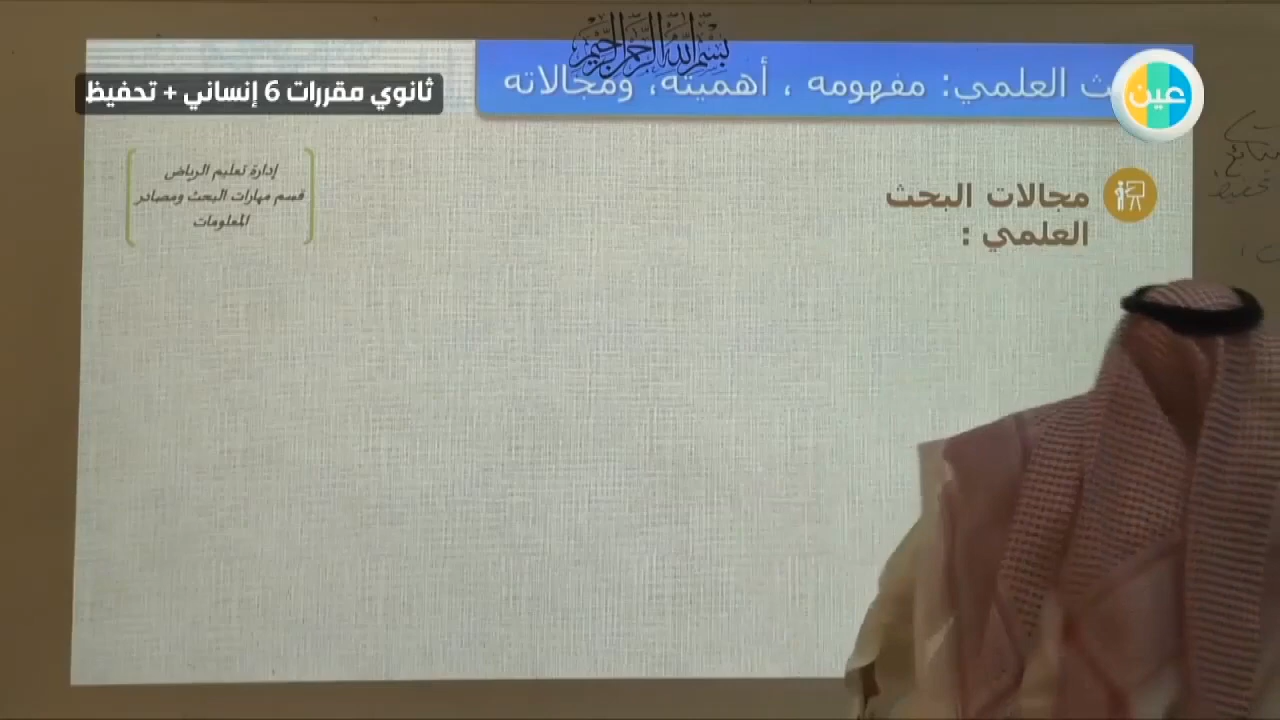 بسم الله الرحمن الرحيم
العلمي: مفهومه ، أهميته، ومجالاته
عين
ثانوي مقررات 6 إنساني + تحفيظ
إدارة تعليم الرياض
قسم مهارات البحث ومصادر
المعلومات
مجالات البحث
العلمي :